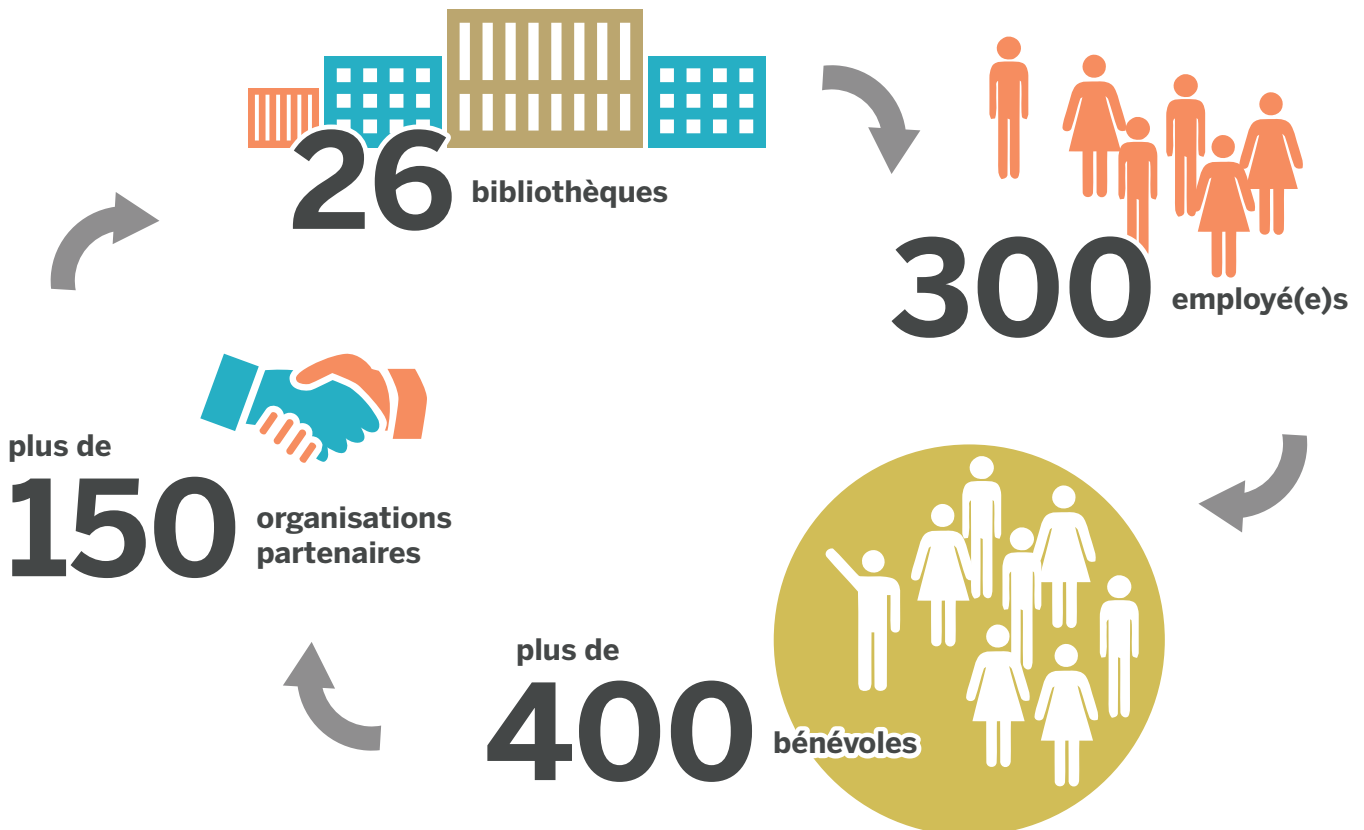 26 bibliothèques
300 employé(e)s
plus de
400 bénévoles
plus de
150 organisations
partenaires